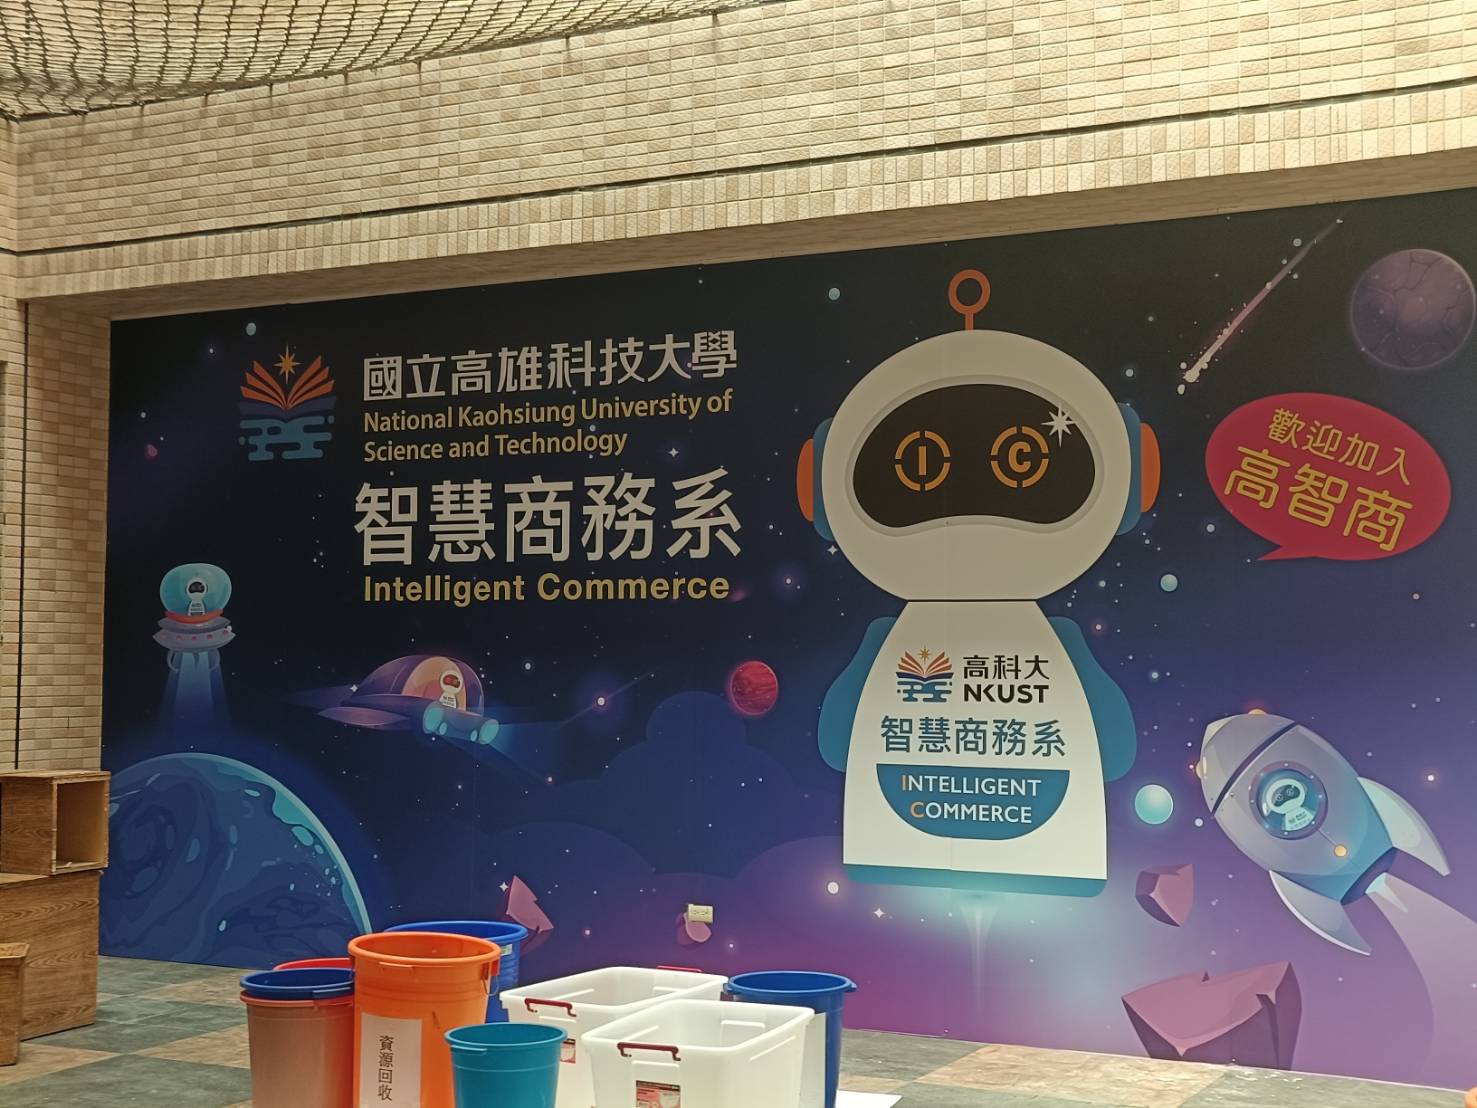 國立高雄科技大學
National Kaohsiung University of
Science and Technology
智慧商務系
Intelligent Commerce
I C
歡迎加入
高智商
高科大
NKUST
智慧商務系
INTELLIGENT
COMMERCE
資源回收